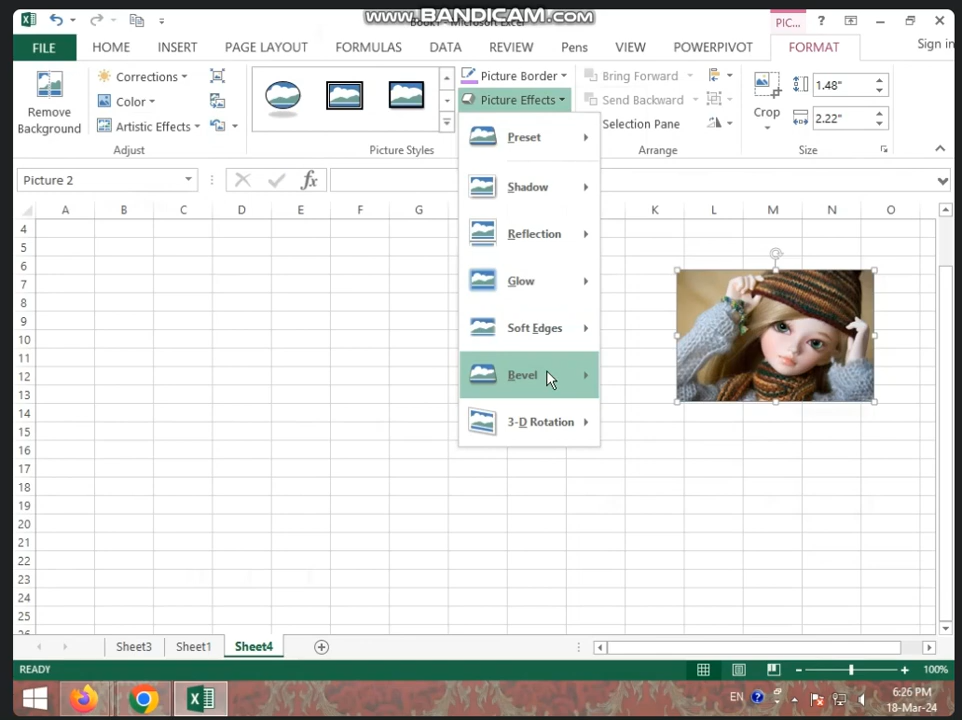 www.BANDICAM.com
PIC...
FILE
HOME
INSERT
PAGE LAYOUT
FORMULAS
DATA
REVIEW
Pens
VIEW
POWERPIVOT
FORMAT
Sign in
Remove
Background
Corrections
Color
Artistic Effects
Adjust
Picture Styles
Picture Border
Picture Effects
Bring Forward
Send Backward
Selection Pane
Arrange
Crop
1.48"
2.22"
Size
Picture 2
fx
A B C D E F G K L M N O
4
5
6
7
8
9
10
11
12
13
14
15
16
17
18
19
20
21
22
23
24
25
Preset
Shadow
Reflection
Glow
Soft Edges
Bevel
3-D Rotation
Sheet3
Sheet1
Sheet4
READY
100%
EN
6:26 PM
18-Mar-24